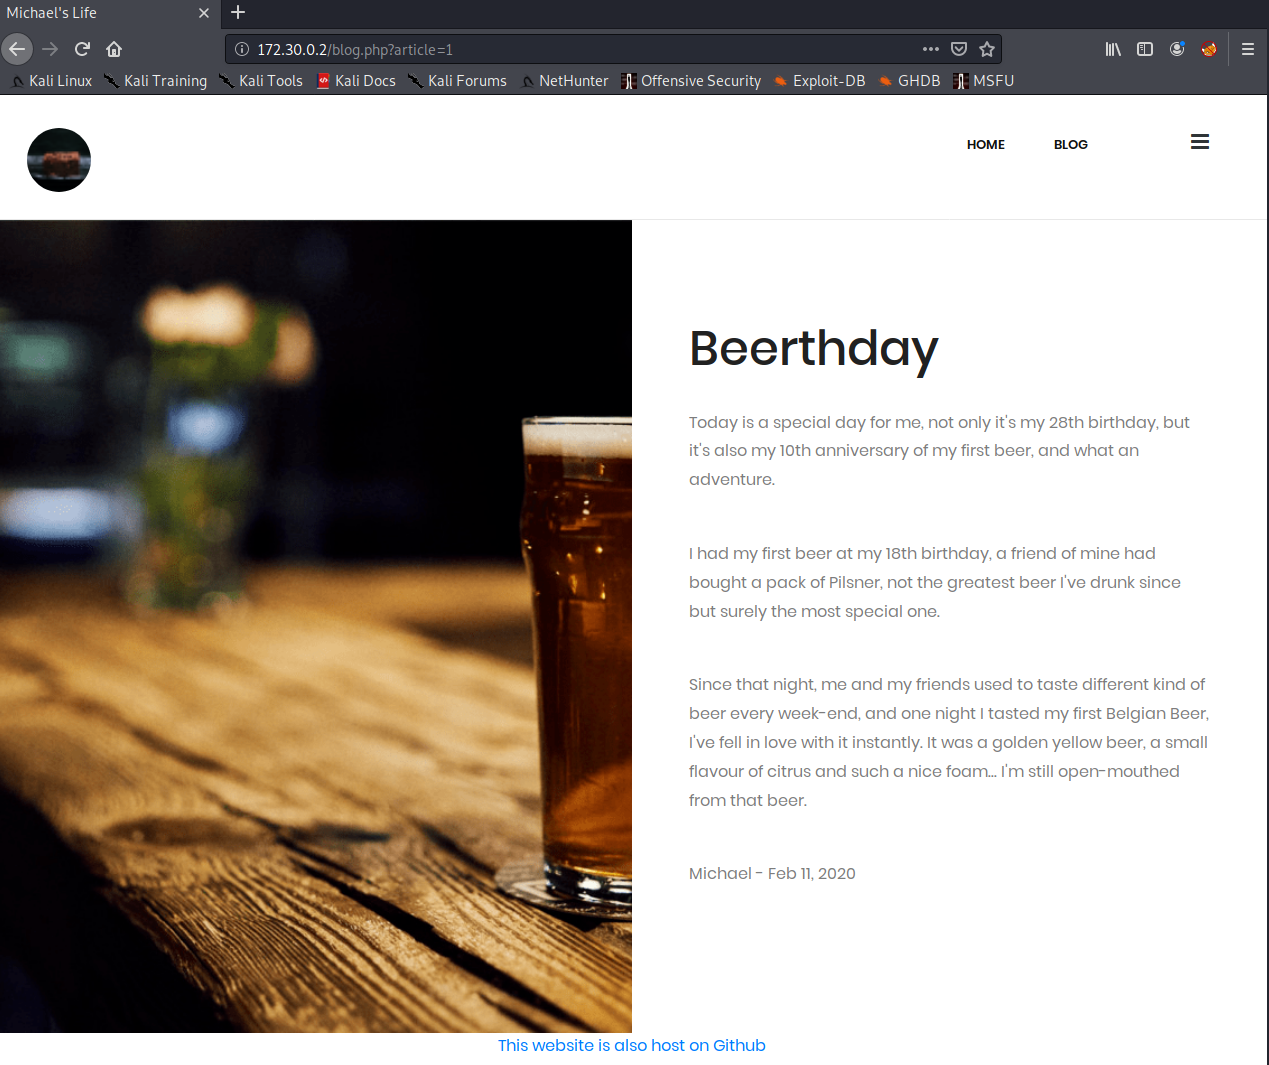 Michael's Life
172.30.0.2/blog.php?article=1
Kali Linux Kali Training Kali Tools Kali Docs Kali Forums NetHunter Offensive Security Exploit-DB GHDB MSFU
HOME BLOG
Beerthday
Today is a special day for me, not only it's my 28th birthday, but
it's also my 10th anniversary of my first beer, and what an
adventure.
I had my first beer at my 18th birthday, a friend of mine had
bought a pack of Pilsner, not the greatest beer I've drunk since
but surely the most special one.
Since that night, me and my friends used to taste different kind of
beer every week-end, and one night I tasted my first Belgian Beer,
I've fell in love with it instantly. It was a golden yellow beer, a small
flavour of citrus and such a nice foam... I'm still open-mouthed
from that beer.
Michael - Feb 11, 2020
This website is also host on Github